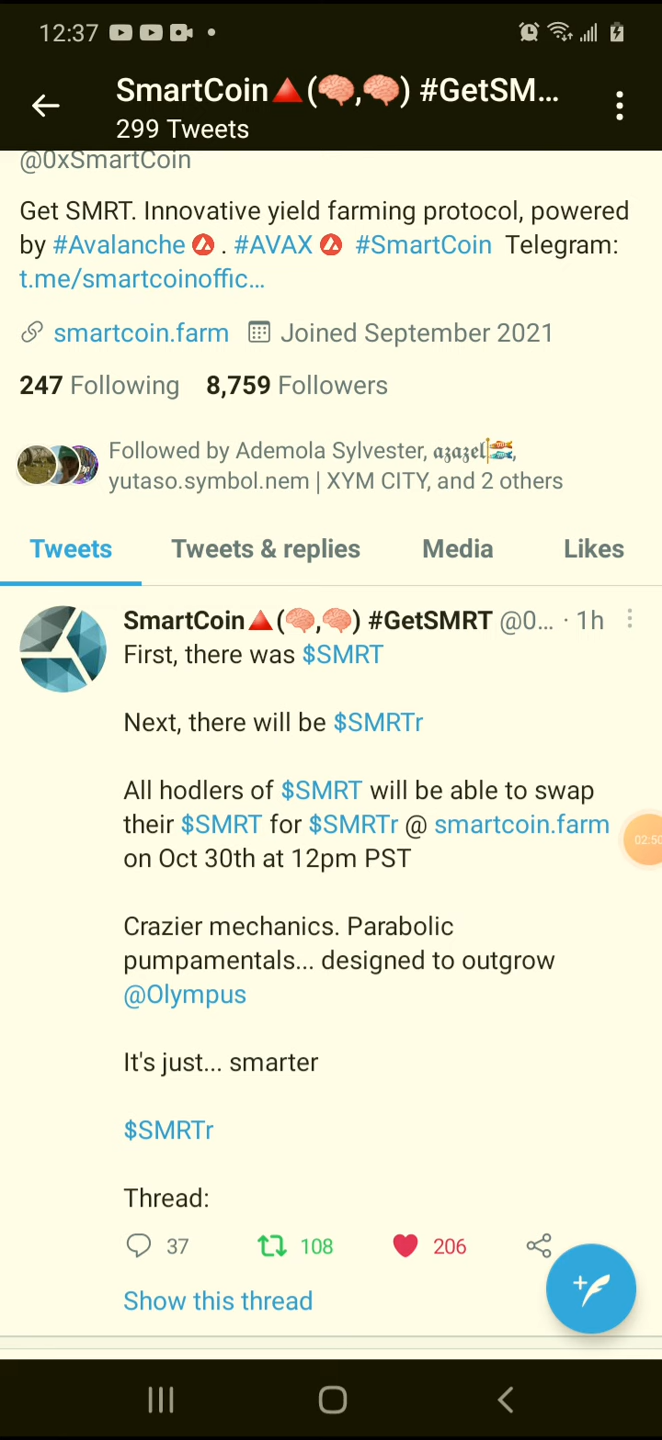 12:37
SmartCoin🔺(🧠,🧠) #GetSM...
299 Tweets
@0xSmartCoin
Get SMRT. Innovative yield farming protocol, powered
by #Avalanche . #AVAX #SmartCoin Telegram:
t.me/smartcoinoffic...
smartcoin.farm Joined September 2021
247 Following 8,759 Followers
Followed by Ademola Sylvester, 𝖆𝖟𝖆𝖟𝖊𝖑🎏,
yutaso.symbol.nem | XYM CITY, and 2 others
Tweets Tweets & replies Media Likes
SmartCoin🔺(🧠,🧠) #GetSMRT @0... · 1h
First, there was $SMRT
Next, there will be $SMRTr
All hodlers of $SMRT will be able to swap
their $SMRT for $SMRTr @ smartcoin.farm
on Oct 30th at 12pm PST
02:50
Crazier mechanics. Parabolic
pumpamentals... designed to outgrow
@Olympus
It's just... smarter
$SMRTr
Thread:
37 108 206
Show this thread